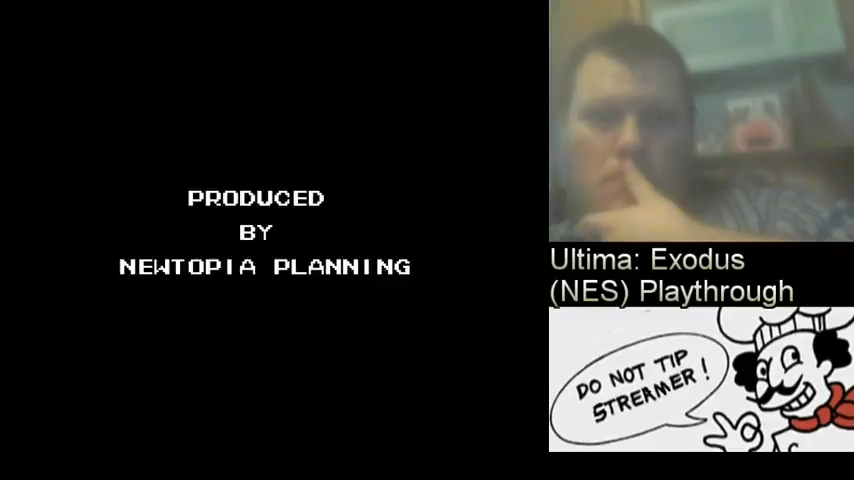 PRODUCED
BY
NEWTOPIA PLANNING
Ultima: Exodus
(NES) Playthrough
DO NOT TIP
STREAMER!